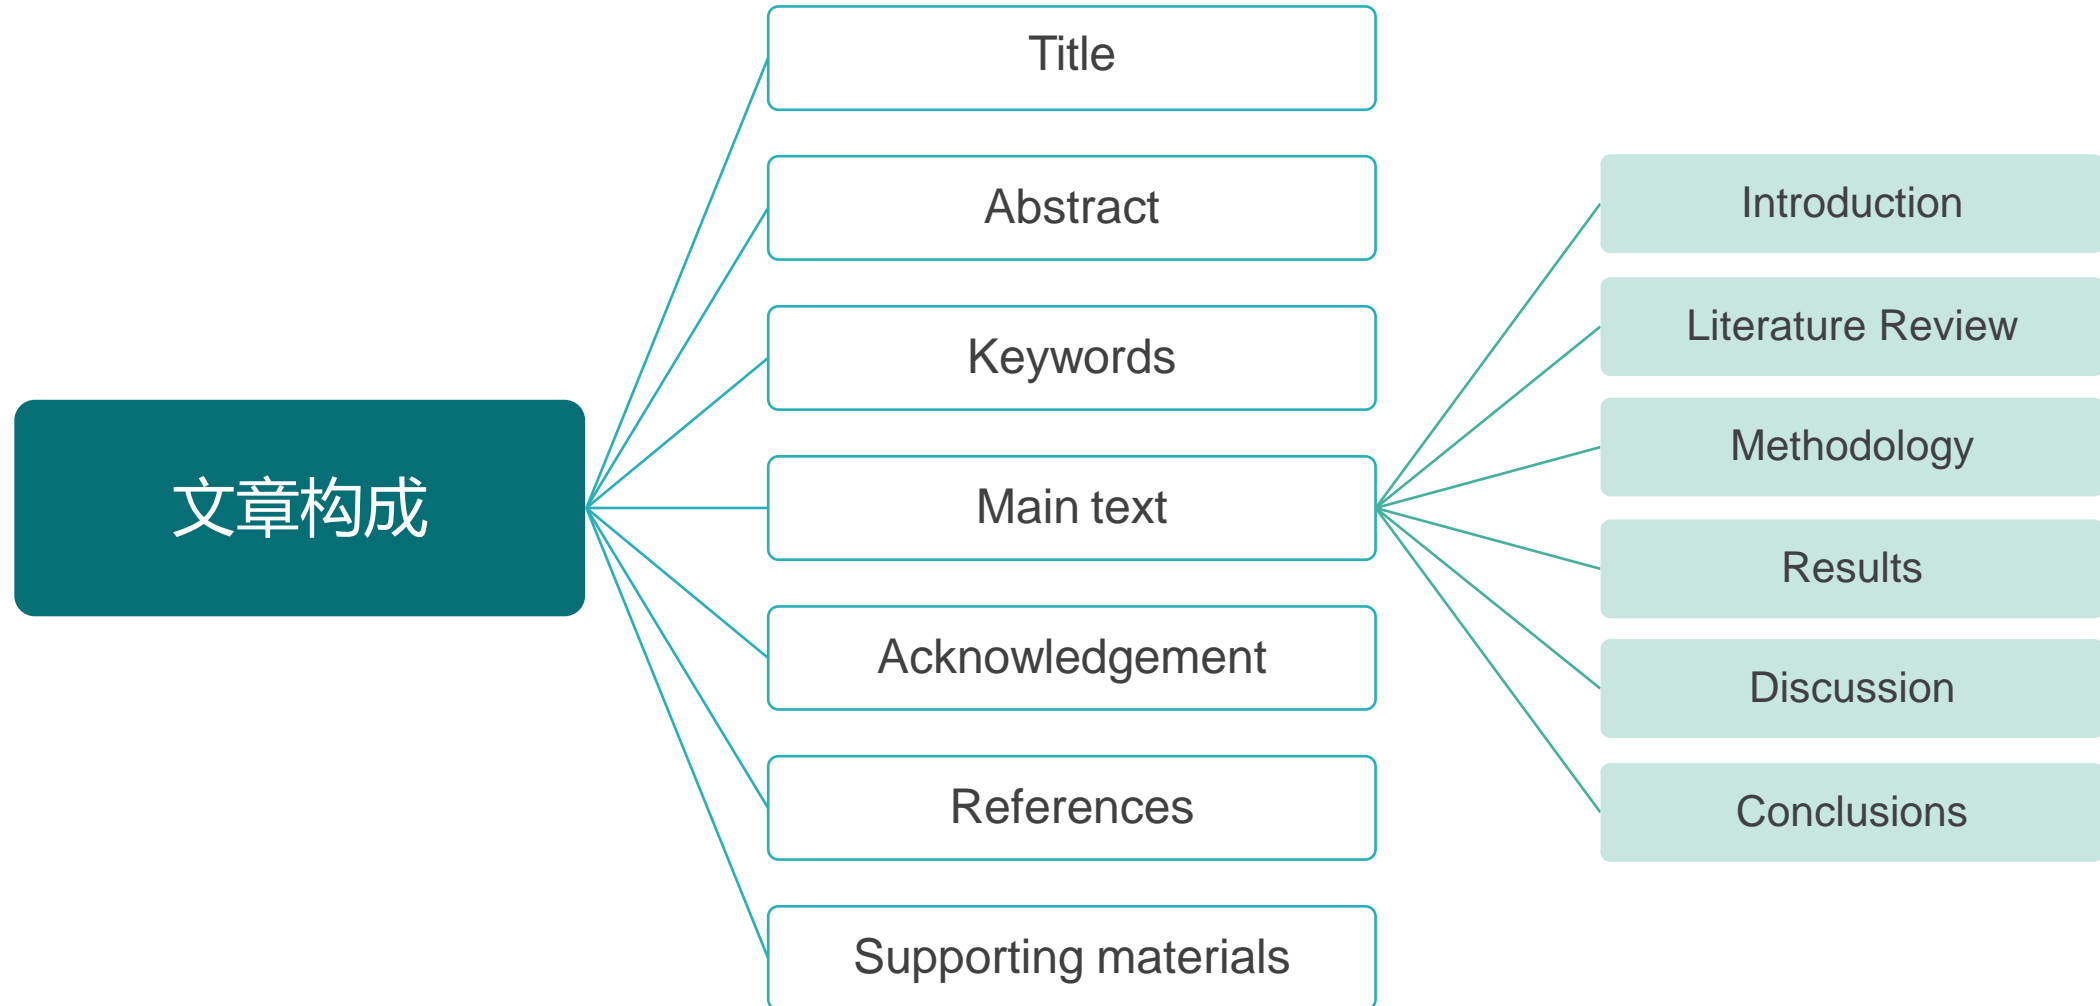 文章构成
Title
Abstract
Keywords
Main text
Acknowledgement
References
Supporting materials
Introduction
Literature Review
Methodology
Results
Discussion
Conclusions